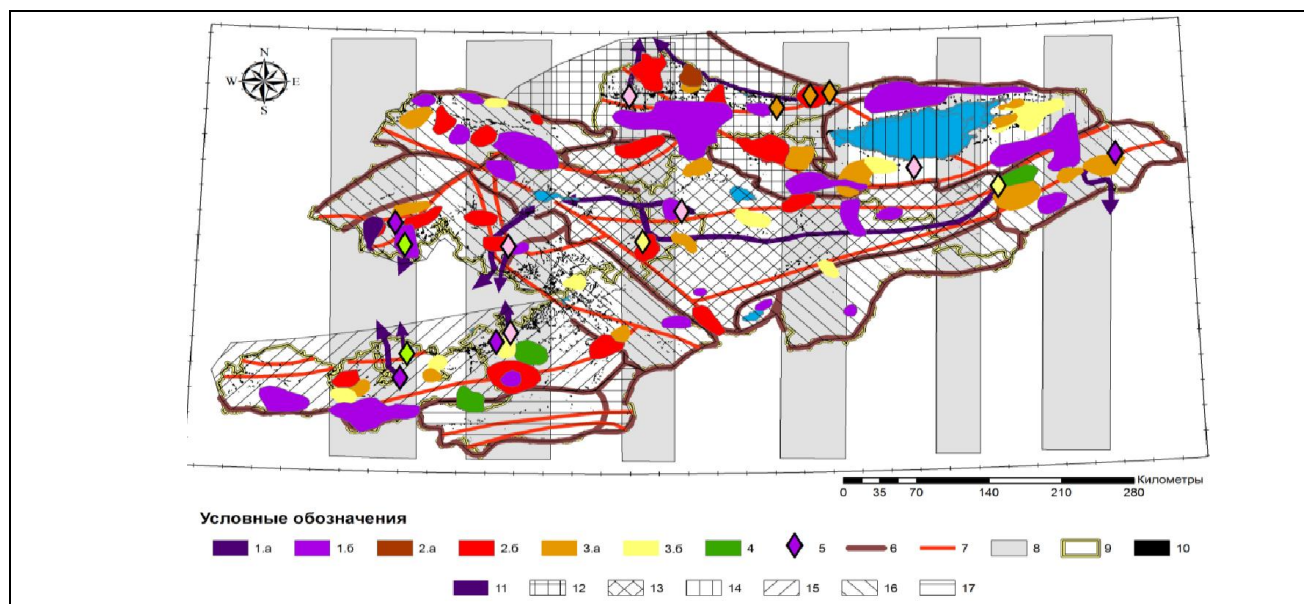 N
W E
S
Километры
0 35 70 140 210 280
Условные обозначения
1.а 1.б 2.а 2.б 3.а 3.б 4 5 6 7 8 9 10
11 12 13 14 15 16 17